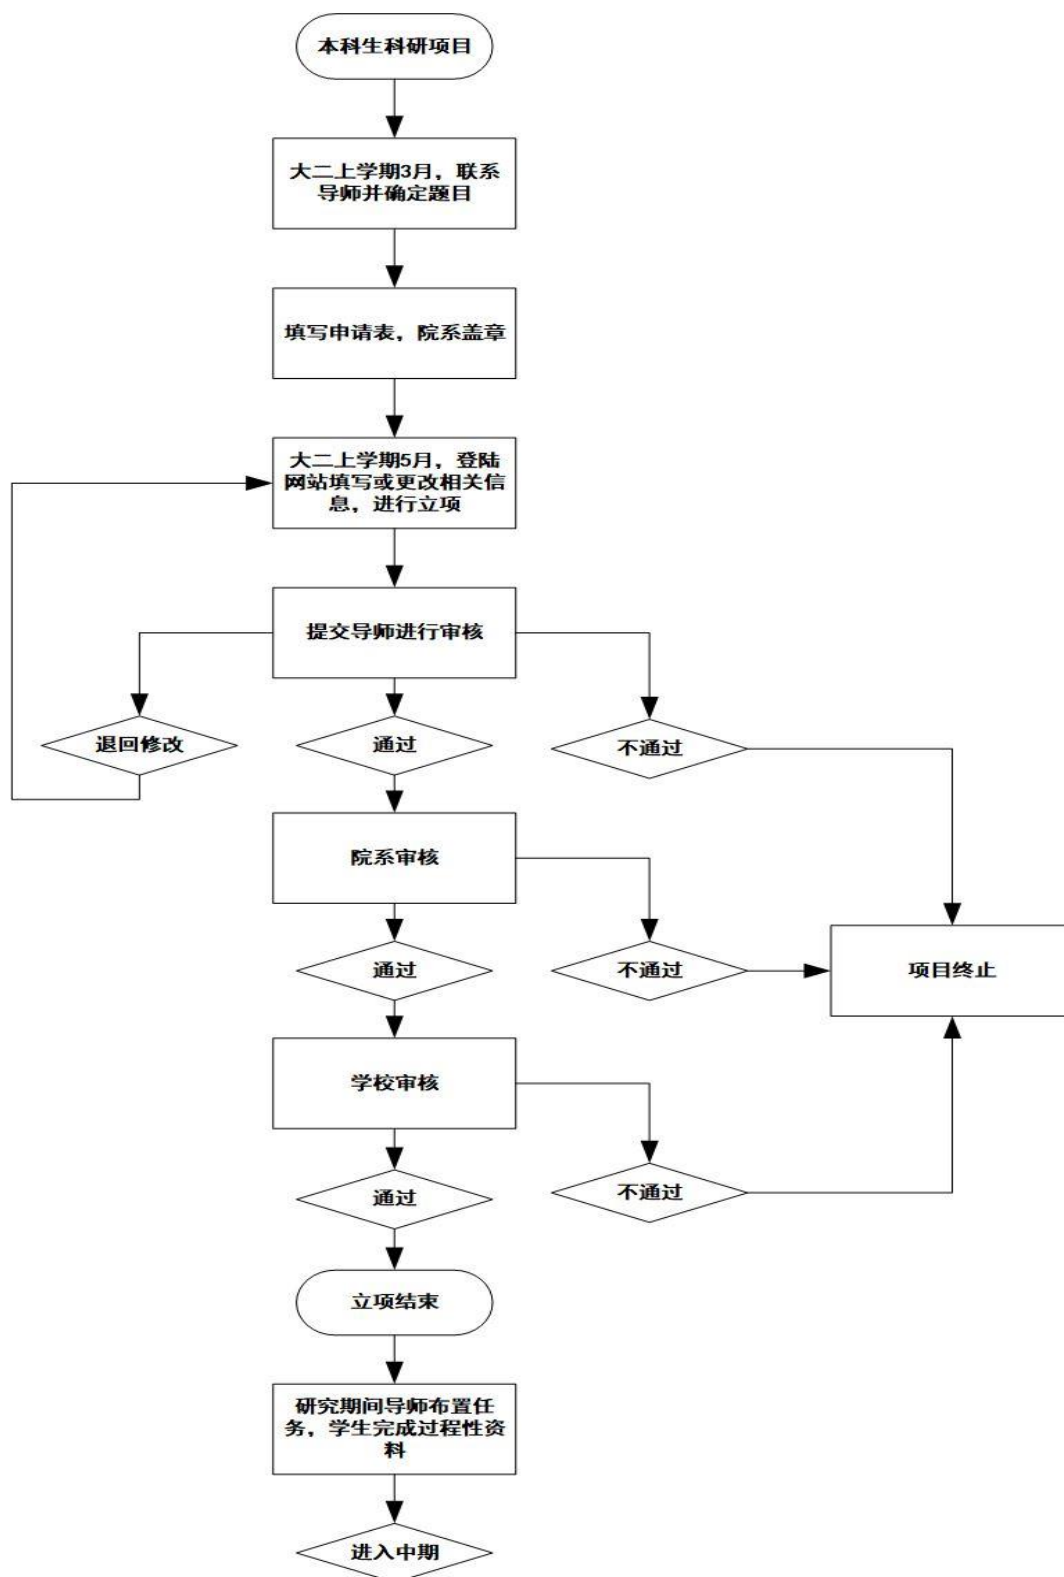 本科生科研项目
大二上学期3月，联系
导师并确定题目
填写申请表，院系盖章
大二上学期5月，登陆
网站填写或更改相关信
息，进行立项
提交导师进行审核
退回修改
通过
不通过
院系审核
通过
不通过
项目终止
学校审核
通过
不通过
立项结束
研究期间导师布置任
务，学生完成过程性资
料
进入中期